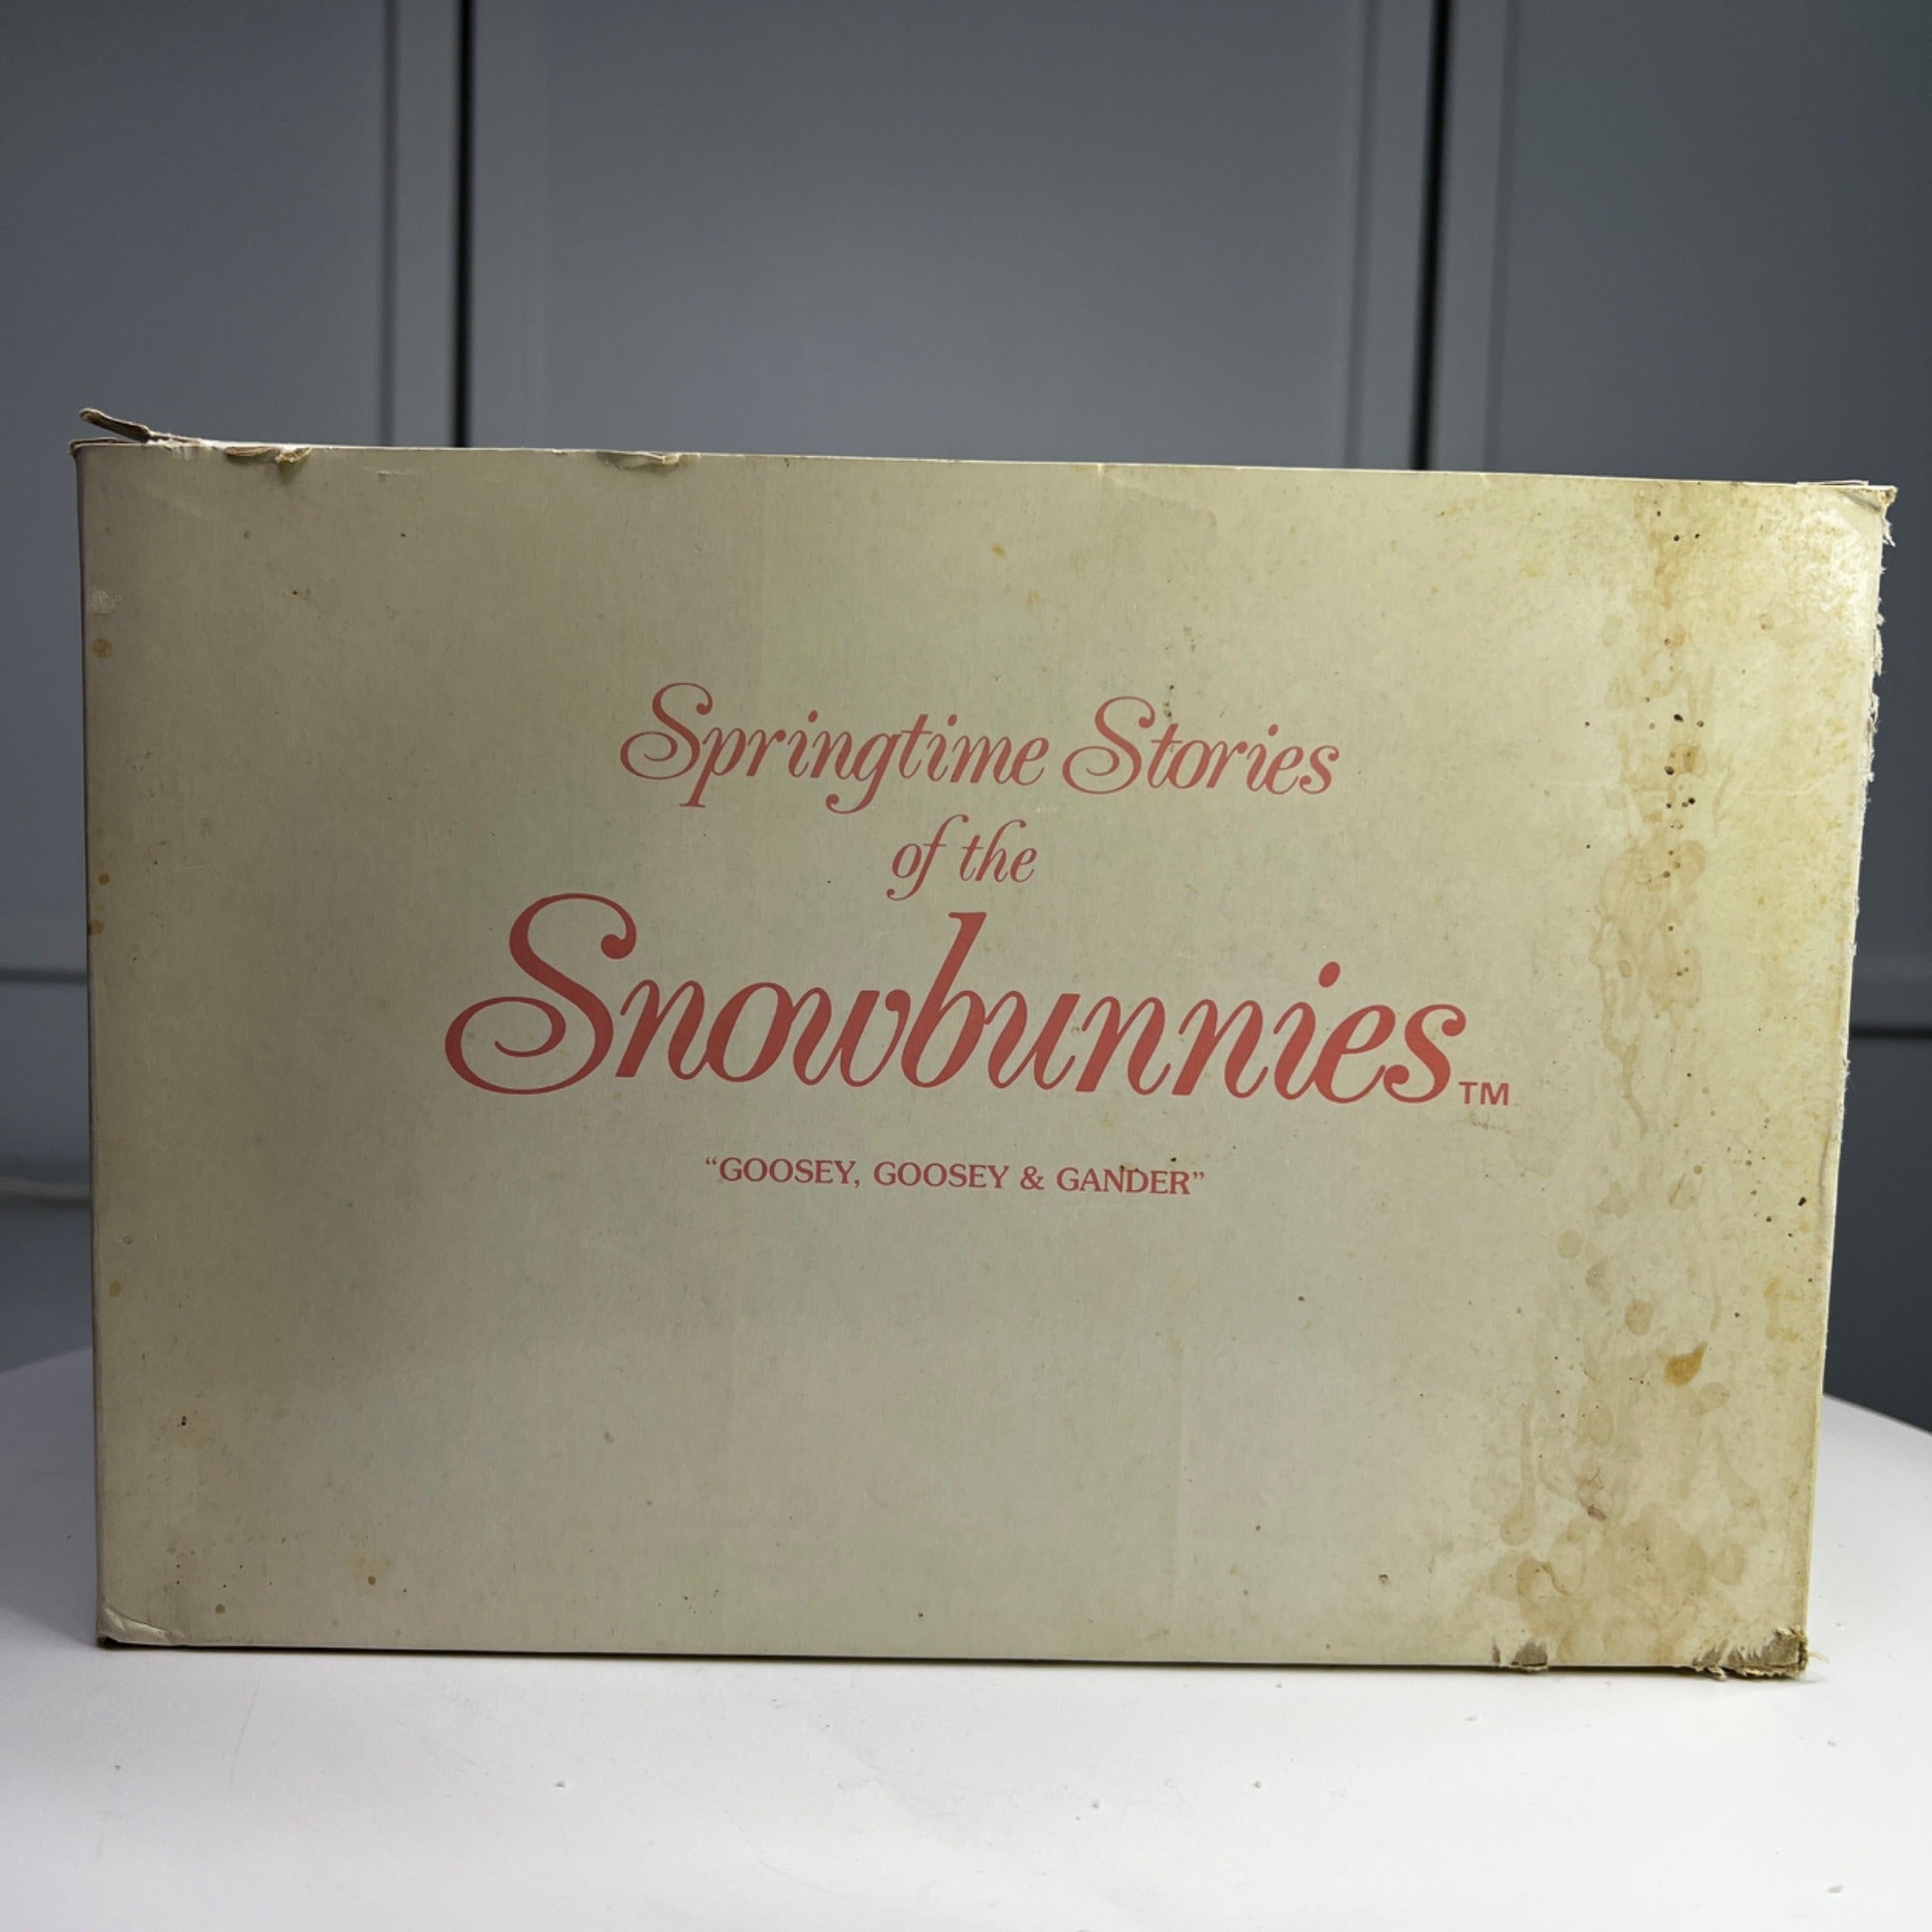 Springtime Stories
of the
Snowbunnies™
“GOOSEY, GOOSEY & GANDER”